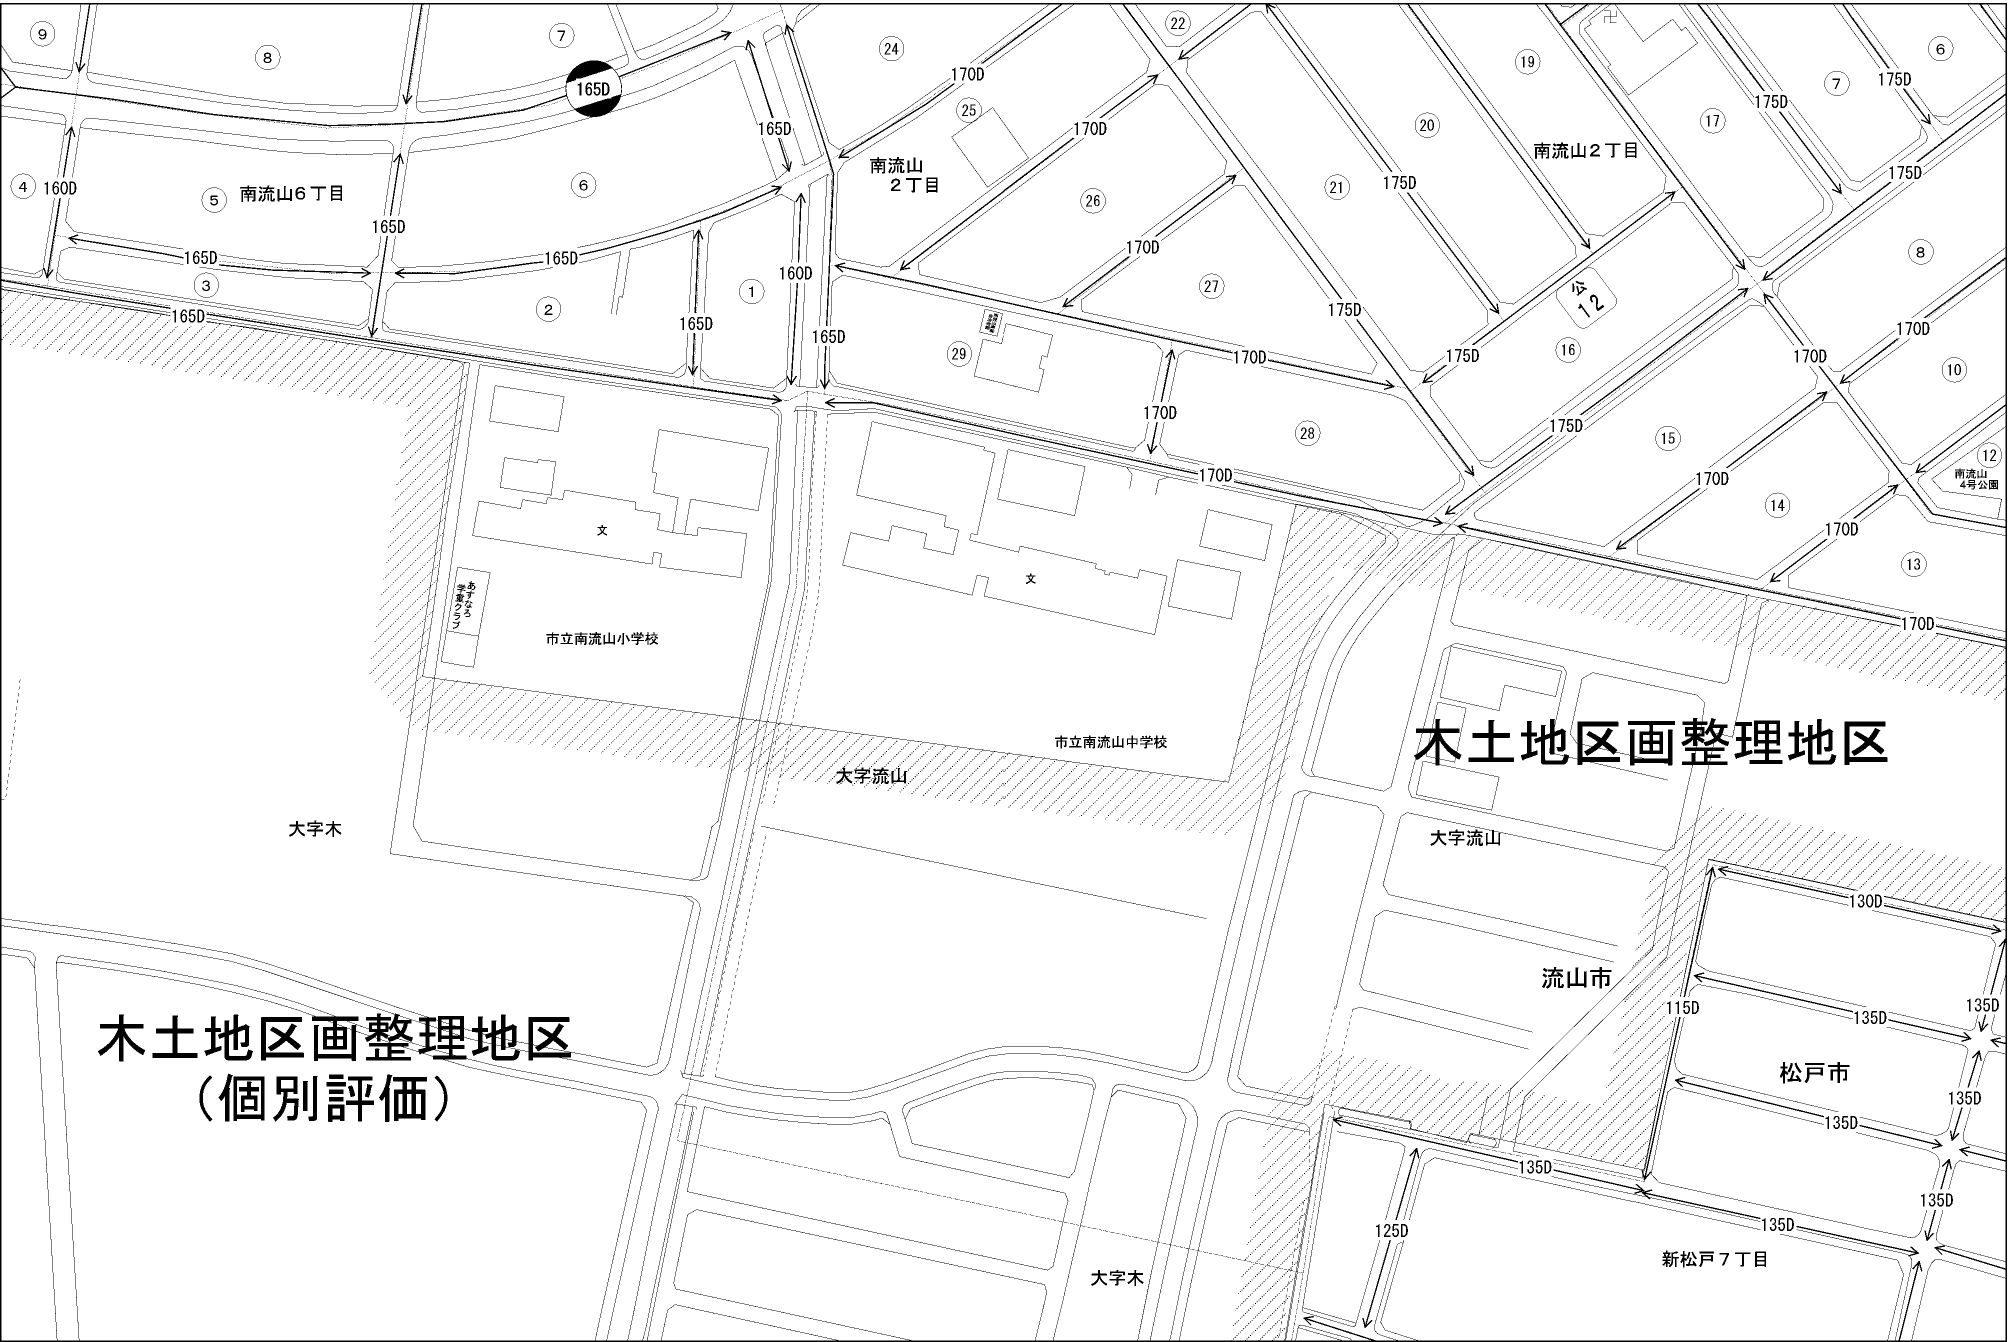 ⑨
⑧
⑦
165D
④
160D
⑤
南流山６丁目
165D
⑥
165D
165D
165D
③
165D
②
165D
①
160D
165D
㉔
170D
㉕
170D
南流山
２丁目
㉖
170D
㉗
170D
㉙
170D
㉘
170D
㉒
⑲
⑳
㉑
175D
175D
南流山２丁目
⑰
175D
⑦
175D
⑥
175D
⑧
公
12
175D
⑯
175D
⑮
170D
170D
⑩
⑫
南流山
4号公園
170D
⑭
170D
⑬
170D
文
あすなろ
学童クラブ
市立南流山小学校
文
市立南流山中学校
大字流山
大字木
木土地区画整理地区
大字流山
流山市
木土地区画整理地区
（個別評価）
大字木
130D
135D
115D
135D
松戸市
135D
135D
135D
135D
135D
125D
新松戸７丁目